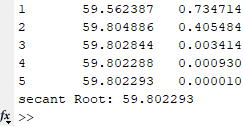 1 59.562387 0.734714
2 59.804886 0.405484
3 59.802844 0.003414
4 59.802288 0.000930
5 59.802293 0.000010
secant Root: 59.802293
fx >>